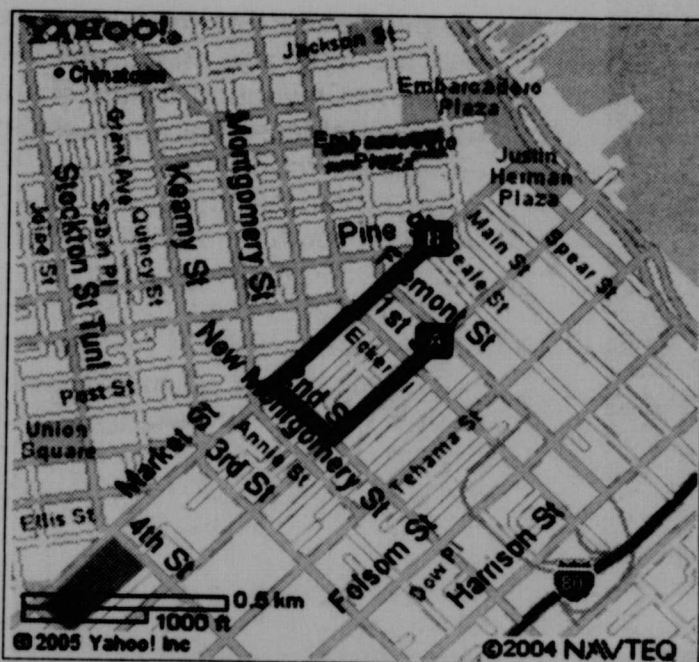 YAHOO!
Jackson St
Chinatown
Embarcadero
Plaza
Justin
Herman
Plaza
Grant Ave
Montgomery St
Kearny St
Stockton St Tunl
Quincy St
Pine
Main St
Spear St
Beale St
Fremont St
1st
Ecker Pl
New Montgomery St
2nd St
Post St
Union
Square
Market St
Annie St
3rd St
Tehama St
Ellis St
4th St
Folsom St
Dow Pl
Harrison St
80
0.5 km
1000 ft
© 2005 Yahoo! Inc
©2004 NAVTEQ